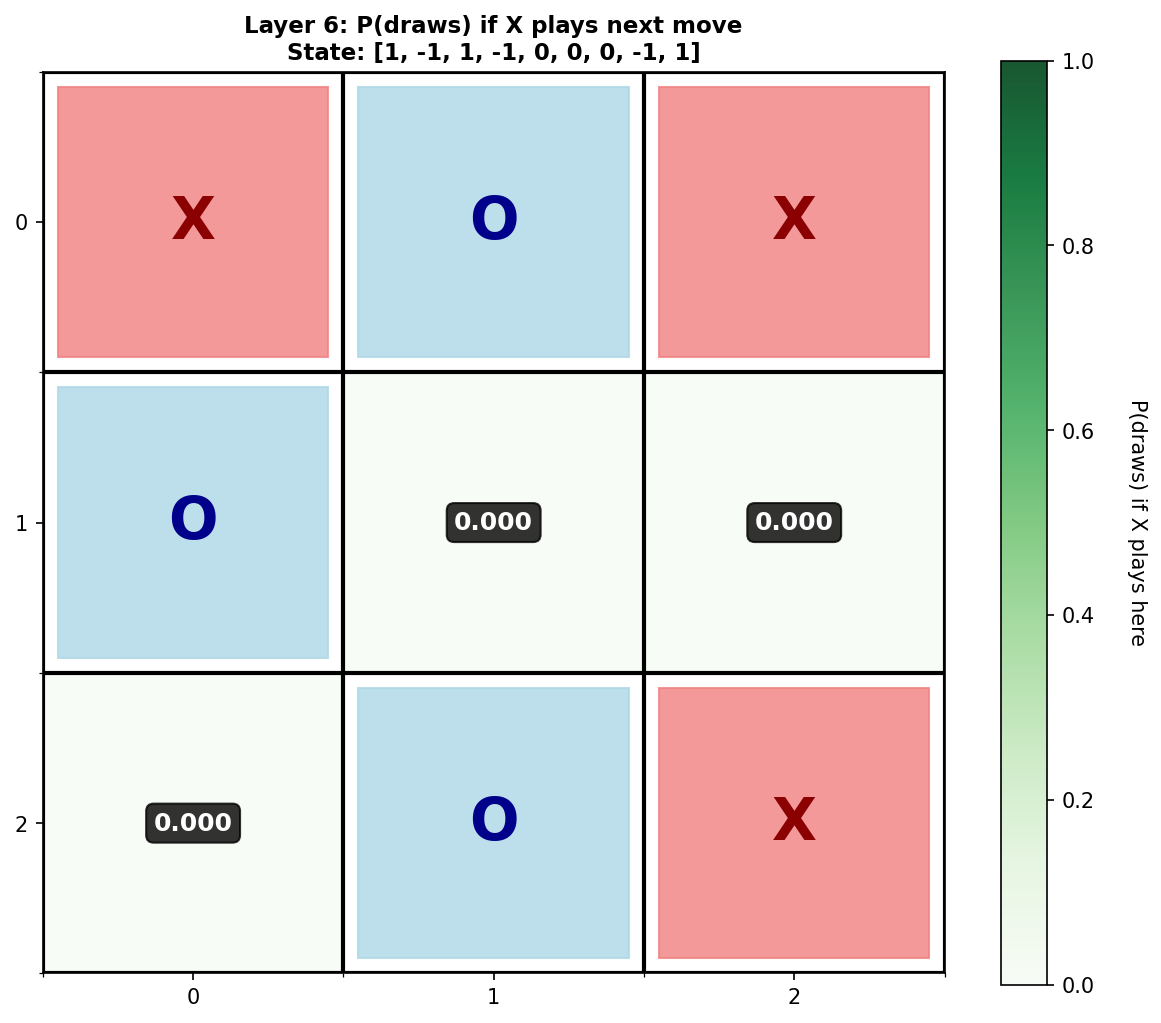 Layer 6: P(draws) if X plays next move
State: [1, -1, 1, -1, 0, 0, 0, -1, 1]
X O X
O 0.000 0.000
0.000 O X
0
1
2
0 1 2
1.0
0.8
0.6
0.4
0.2
0.0
P(draws) if X plays here